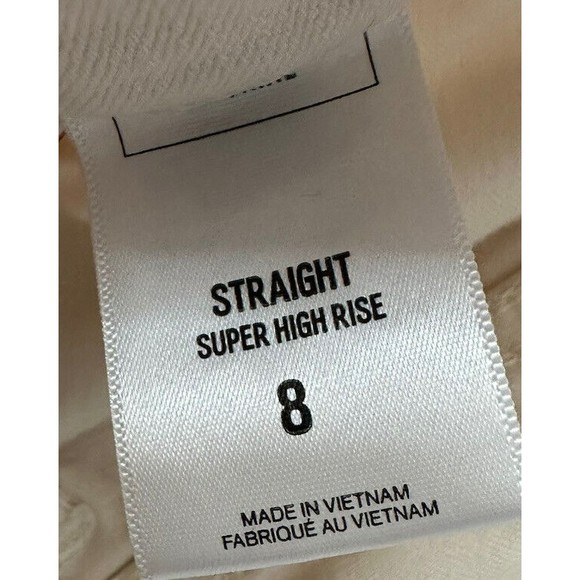 STRAIGHT
SUPER HIGH RISE
8
MADE IN VIETNAM
FABRIQUÉ AU VIETNAM